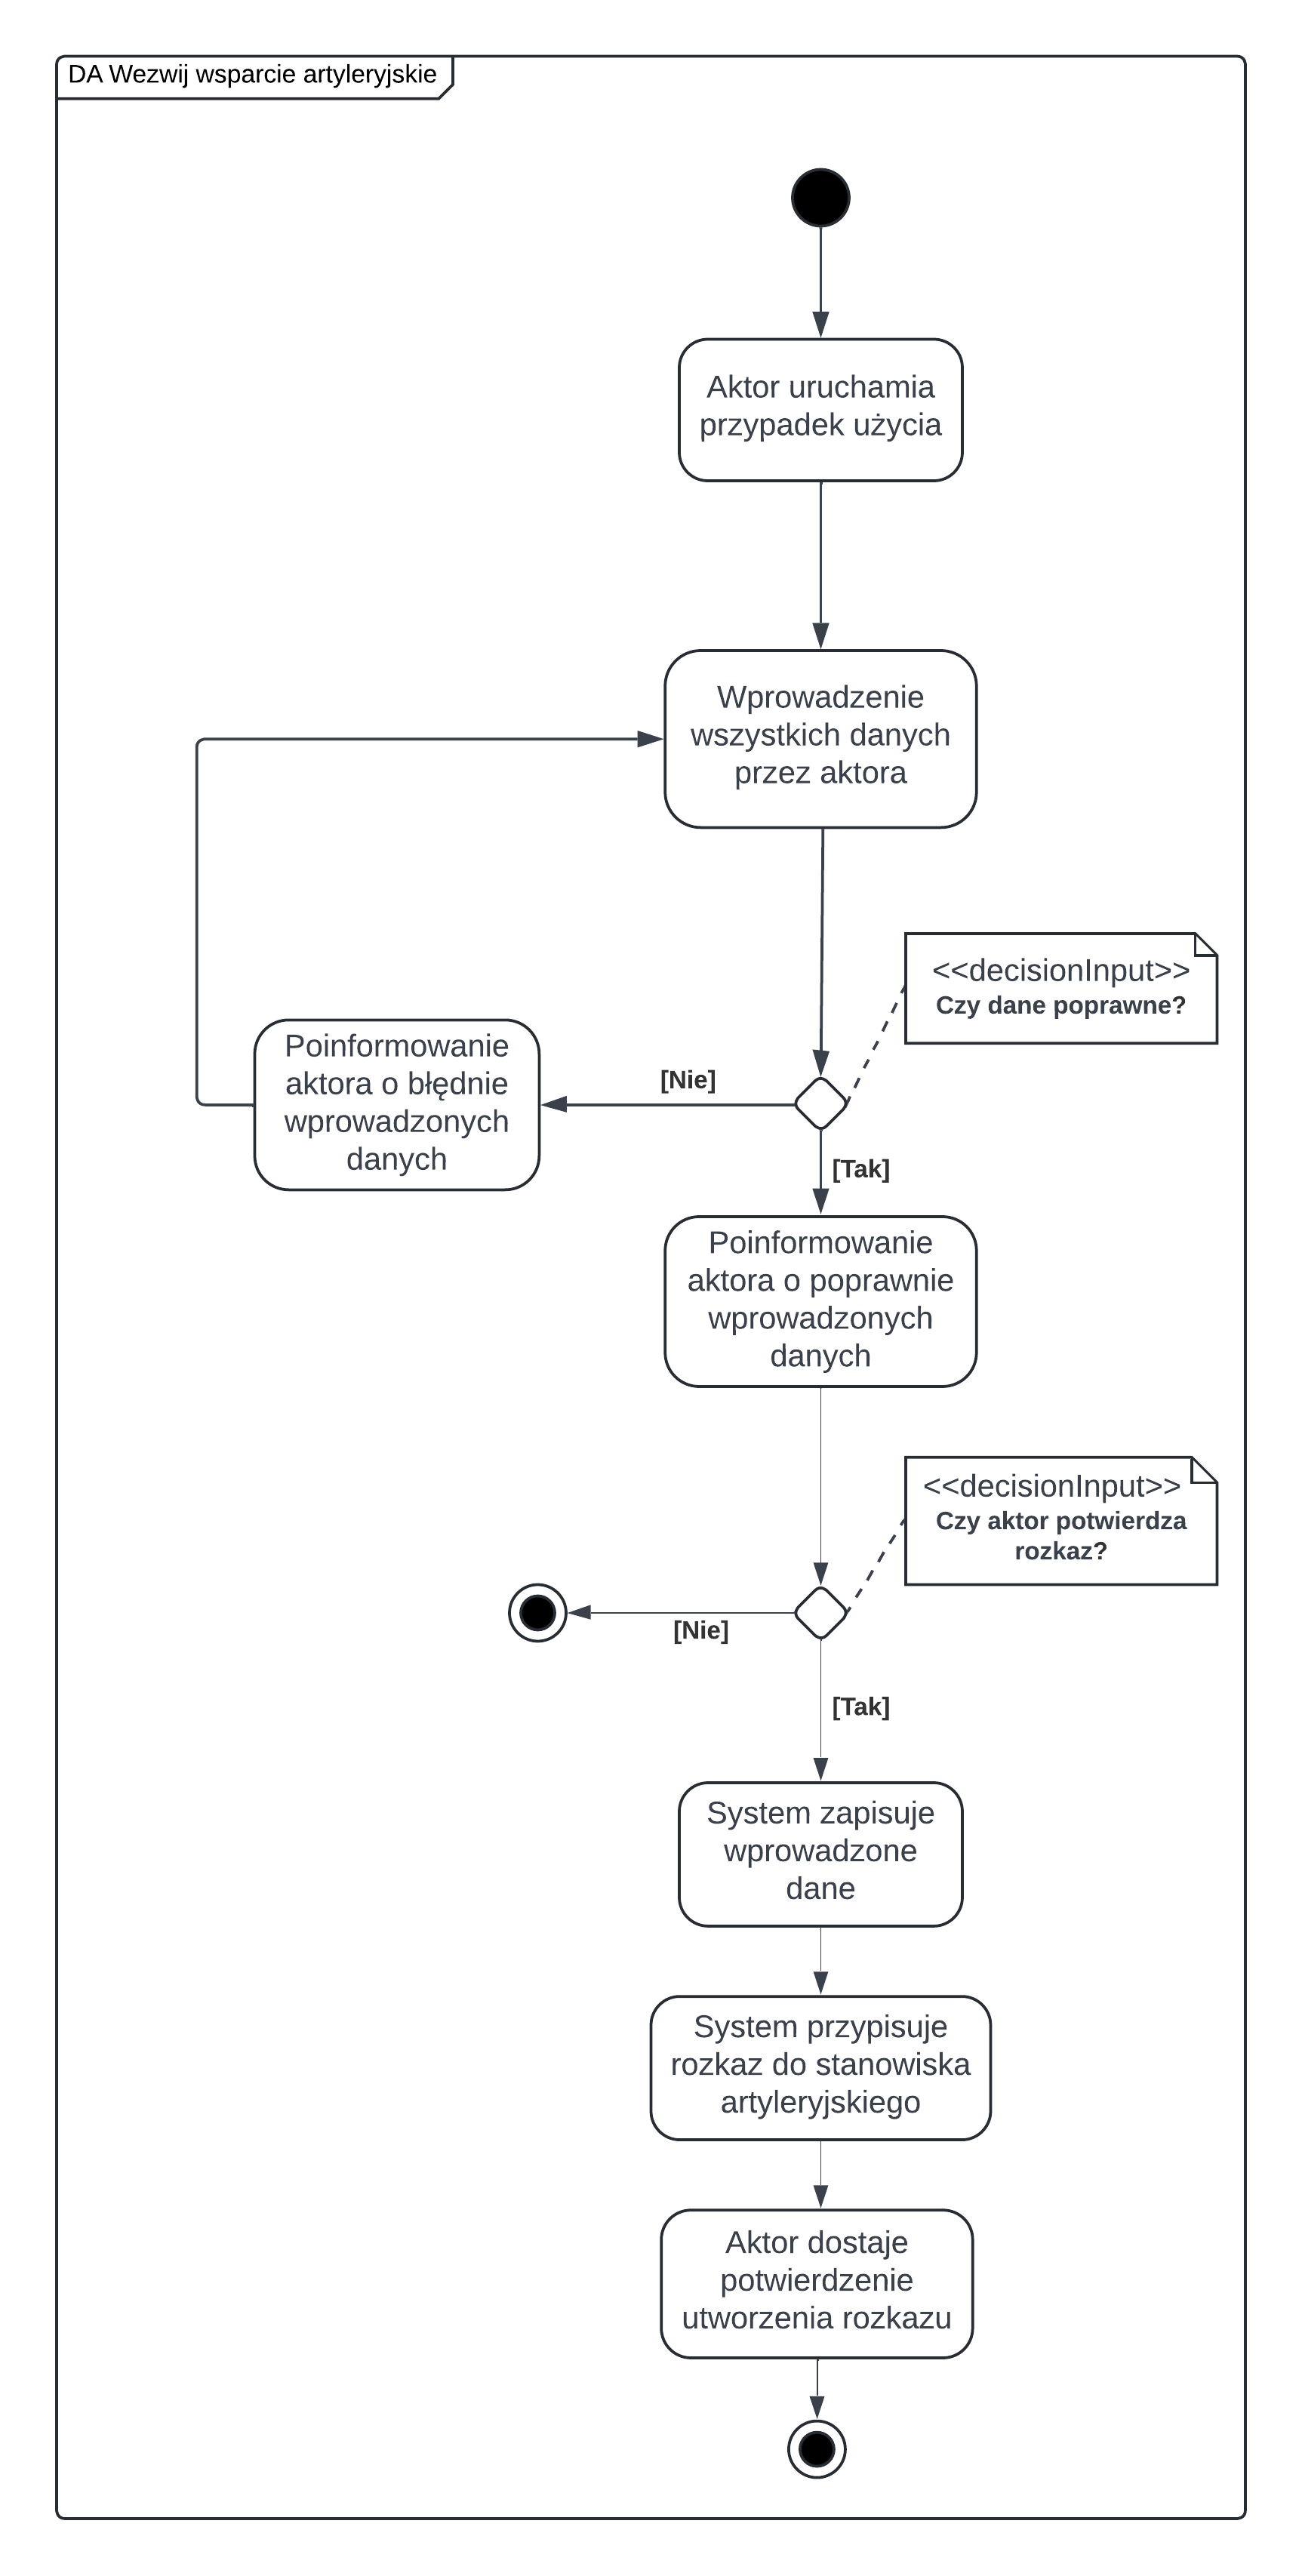 DA Wezwij wsparcie artyleryjskie
Aktor uruchamia
przypadek użycia
Wprowadzenie
wszystkich danych
przez aktora
<<decisionInput>>
Czy dane poprawne?
Poinformowanie
aktora o błędnie
wprowadzonych
danych
[Nie]
[Tak]
Poinformowanie
aktora o poprawnie
wprowadzonych
danych
<<decisionInput>>
Czy aktor potwierdza
rozkaz?
[Nie]
[Tak]
System zapisuje
wprowadzone
dane
System przypisuje
rozkaz do stanowiska
artyleryjskiego
Aktor dostaje
potwierdzenie
utworzenia rozkazu